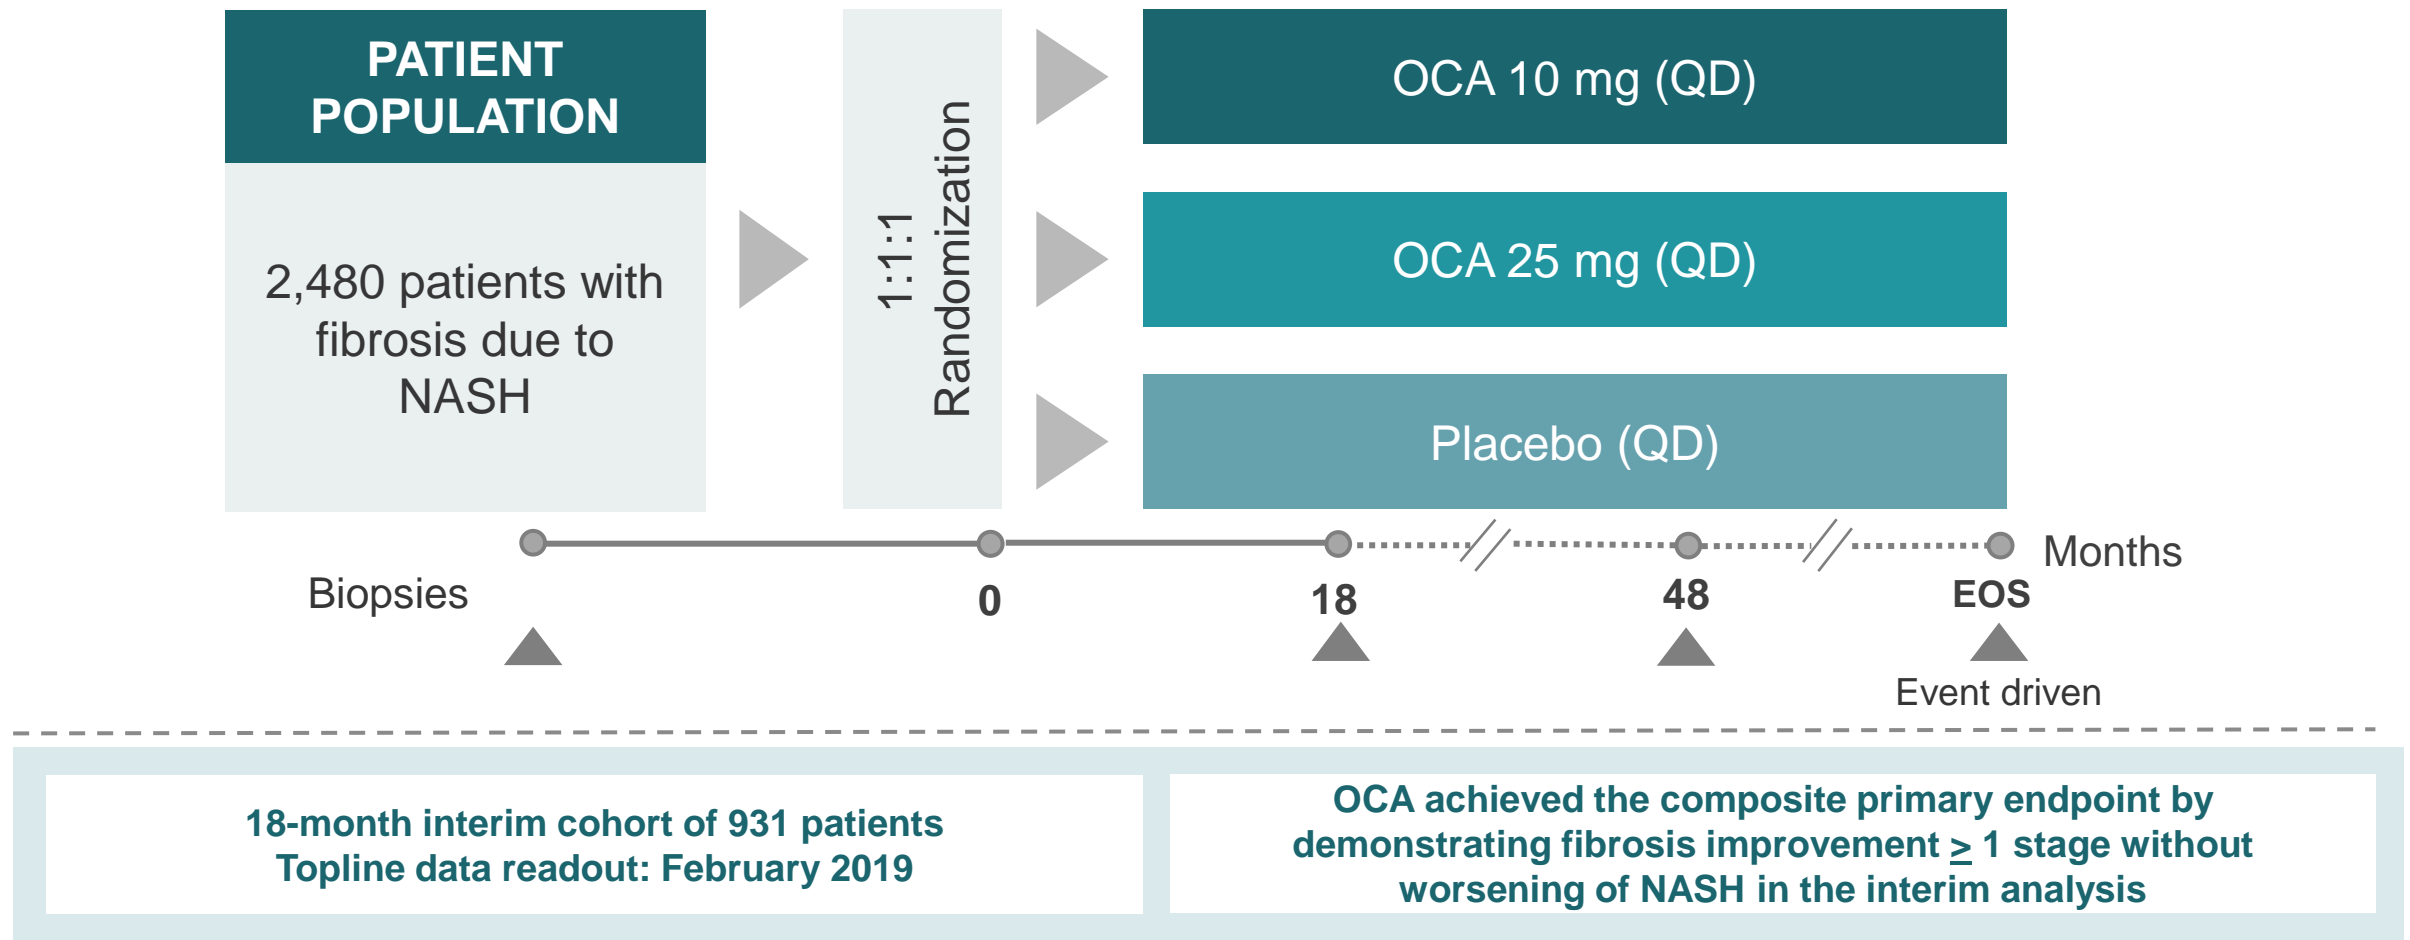 PATIENT
POPULATION
2,480 patients with
fibrosis due to
NASH
1:1:1
Randomization
OCA 10 mg (QD)
OCA 25 mg (QD)
Placebo (QD)
Months
Biopsies
0
18
48
EOS
Event driven
18-month interim cohort of 931 patients
Topline data readout: February 2019
OCA achieved the composite primary endpoint by
demonstrating fibrosis improvement ≥ 1 stage without
worsening of NASH in the interim analysis